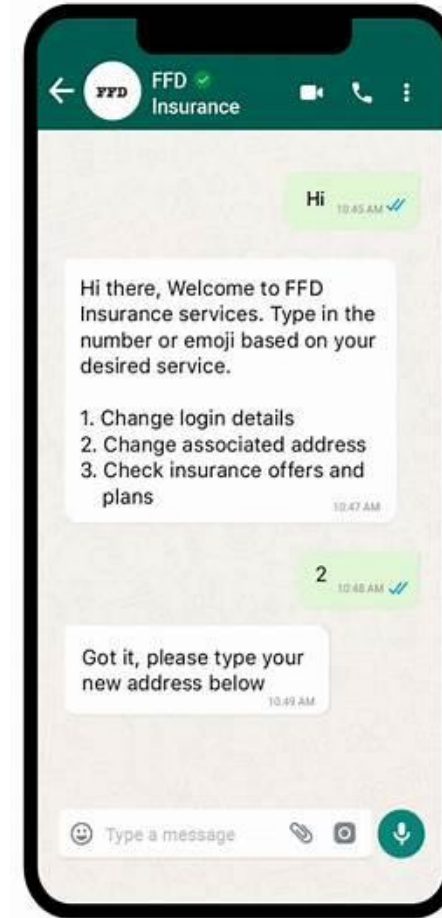 FFD
FFD
Insurance
Hi 10:45 AM
Hi there, Welcome to FFD
Insurance services. Type in the
number or emoji based on your
desired service.
1. Change login details
2. Change associated address
3. Check insurance offers and
plans
10:47 AM
2 10:48 AM
Got it, please type your
new address below
10:49 AM
Type a message